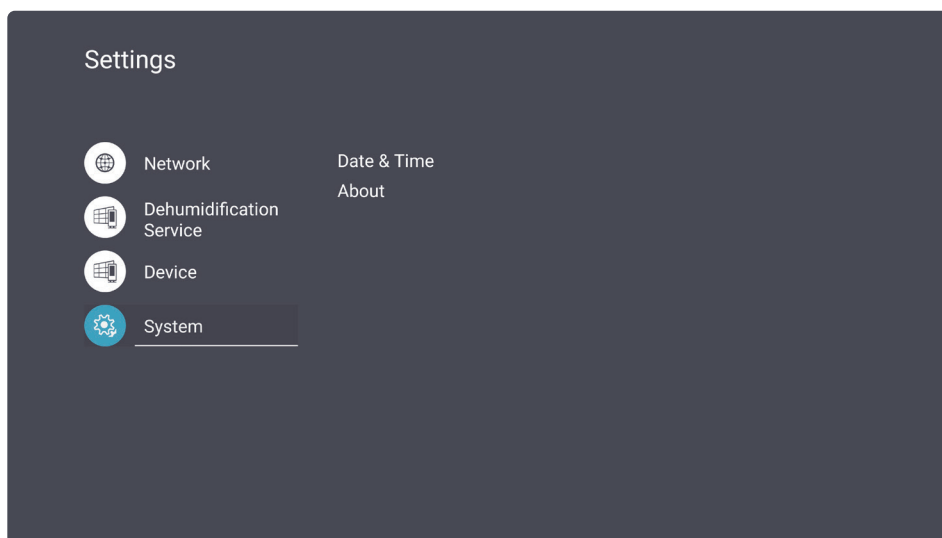 Settings
Network
Dehumidification
Service
Device
System
Date & Time
About